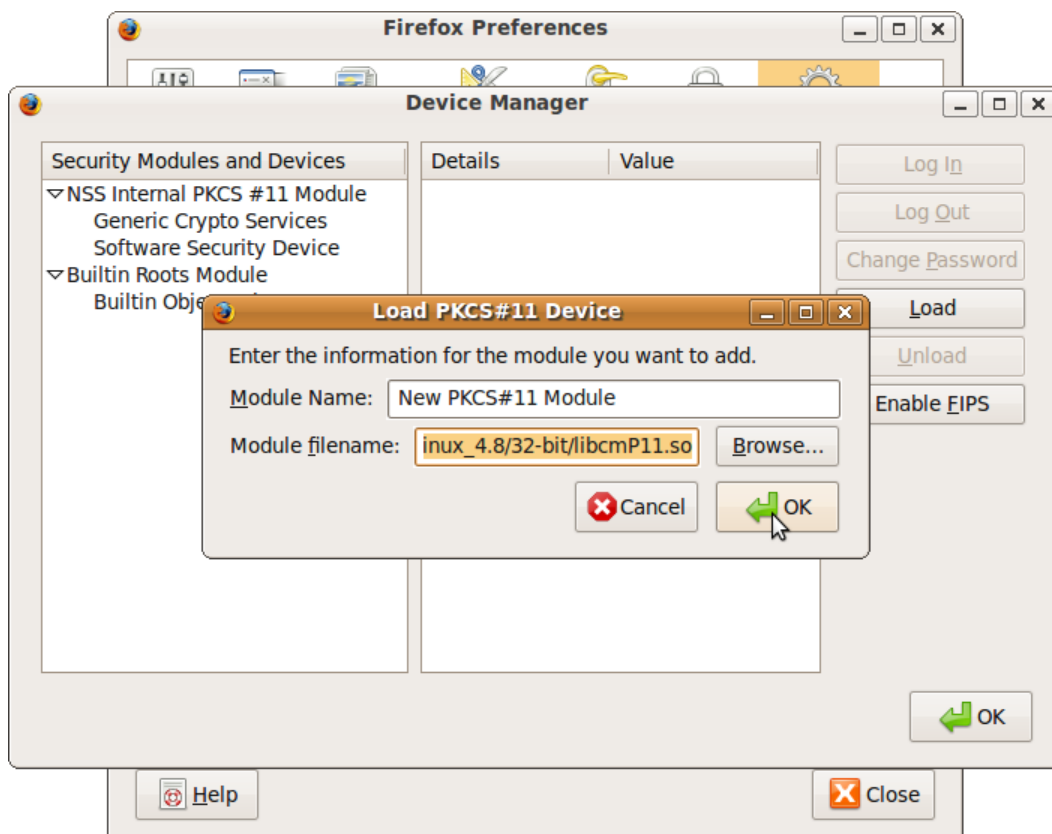 Firefox Preferences
Device Manager
Security Modules and Devices
Details
Value
Log In
NSS Internal PKCS #11 Module
Generic Crypto Services
Log Out
Software Security Device
Change Password
Builtin Roots Module
Builtin
Load PKCS#11 Device
Load
Enter the information for the module you want to add.
Unload
Module Name: New PKCS#11 Module
Enable FIPS
Module filename: inux_4.8/32-bit/libcmP11.so Browse...
Cancel
OK
OK
Help
Close